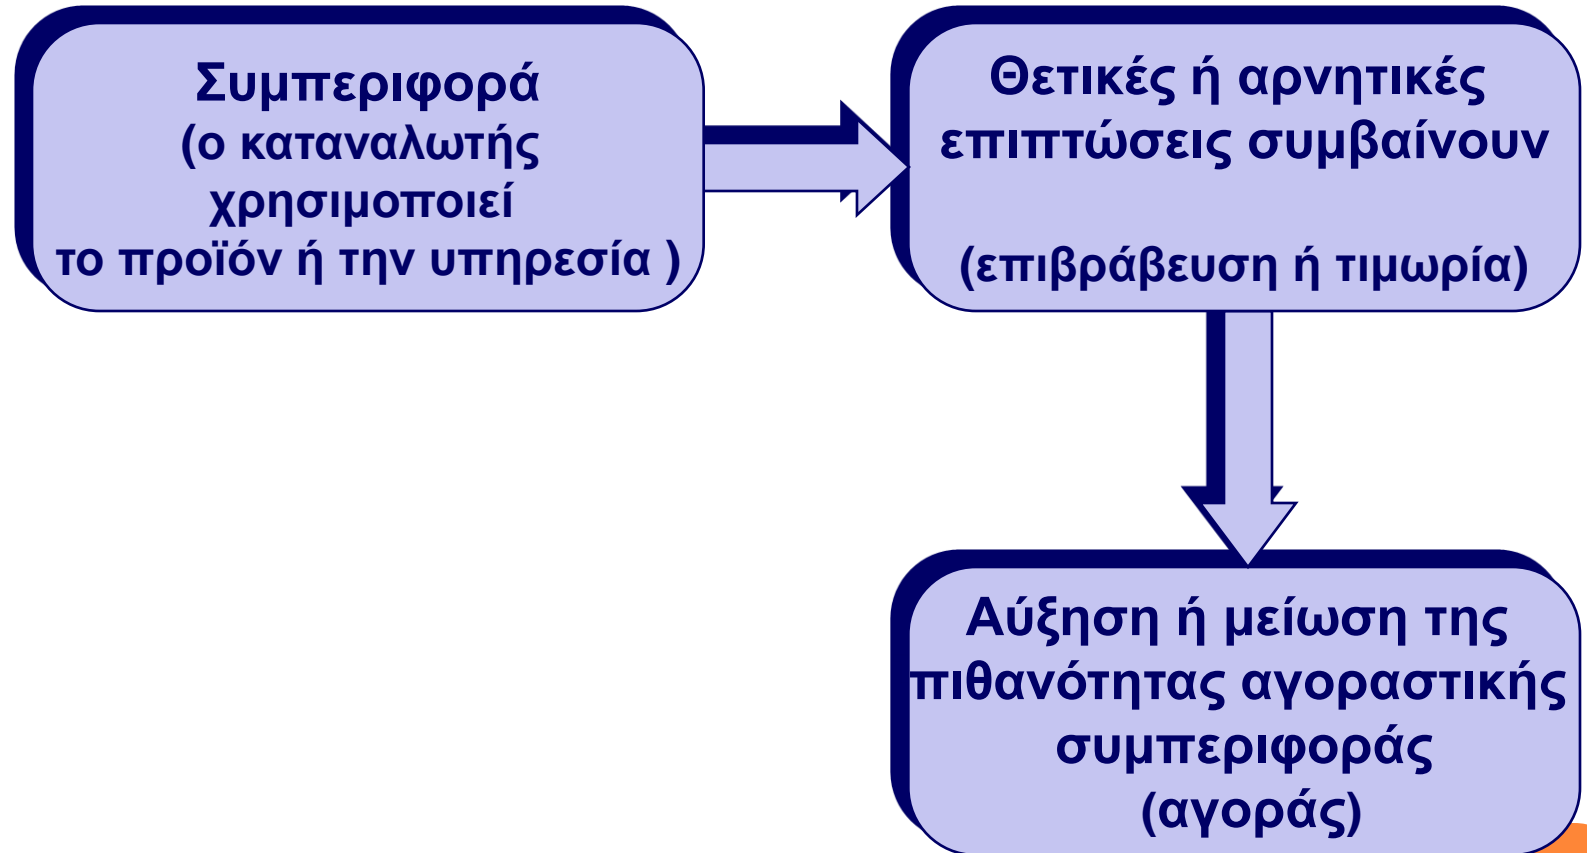 Συμπεριφορά
(ο καταναλωτής
χρησιμοποιεί
το προϊόν ή την υπηρεσία )
Θετικές ή αρνητικές
επιπτώσεις συμβαίνουν
(επιβράβευση ή τιμωρία)
Αύξηση ή μείωση της
πιθανότητας αγοραστικής
συμπεριφοράς
(αγοράς)